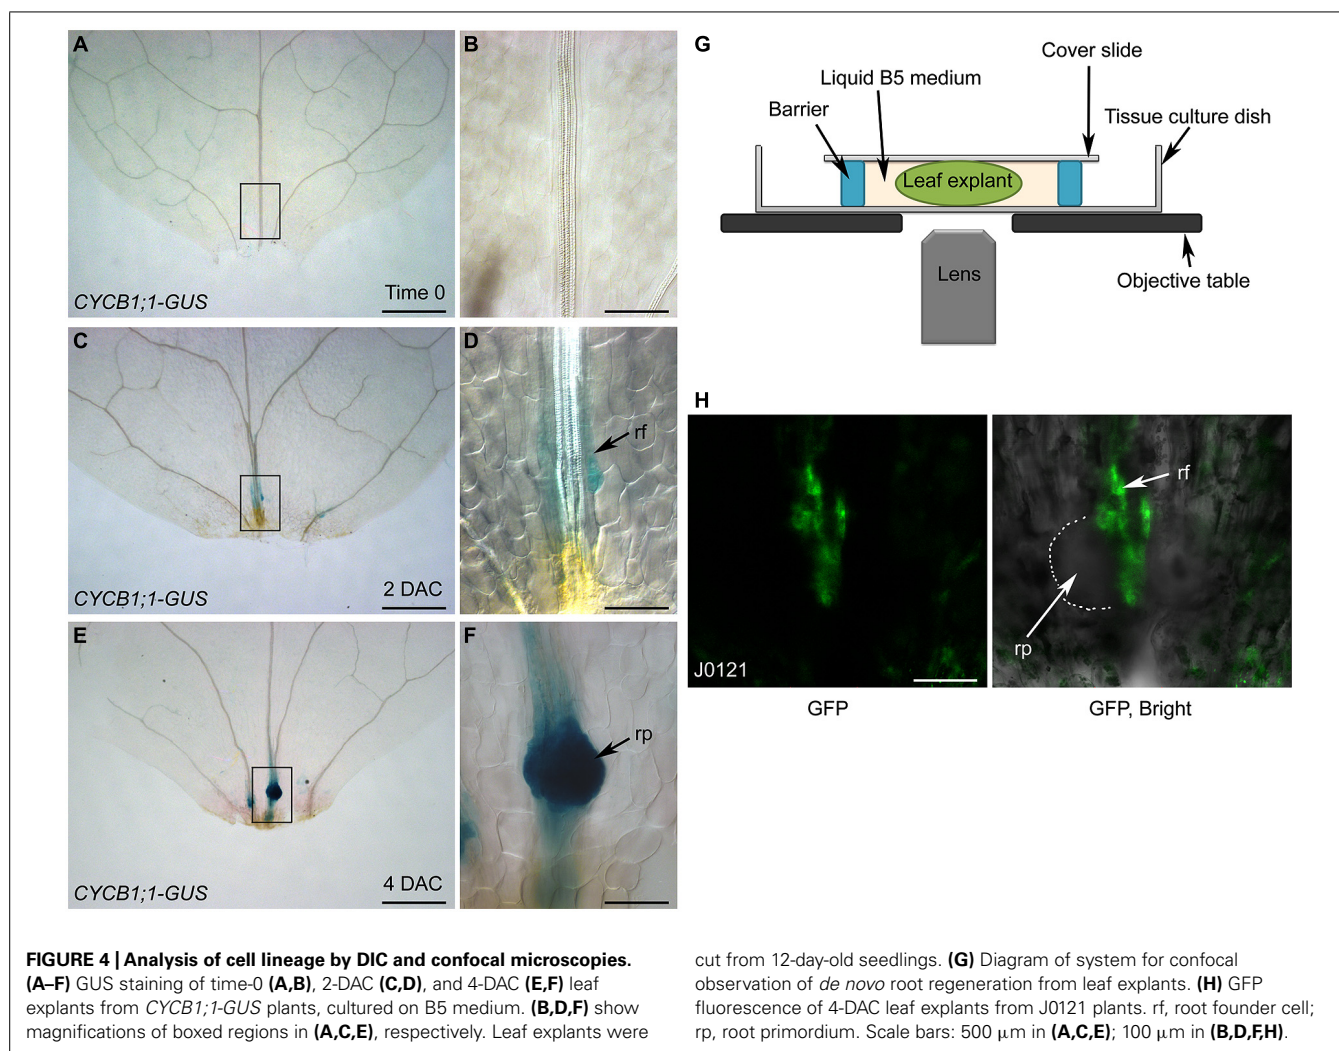 A
B
CYCB1;1-GUS
Time 0
C
D
rf
CYCB1;1-GUS
2 DAC
E
F
rp
CYCB1;1-GUS
4 DAC
G
Cover slide
Liquid B5 medium
Barrier
Tissue culture dish
Leaf explant
Lens
Objective table
H
rf
rp
J0121
GFP
GFP, Bright
FIGURE 4 | Analysis of cell lineage by DIC and confocal microscopies.
(A–F) GUS staining of time-0 (A,B), 2-DAC (C,D), and 4-DAC (E,F) leaf
explants from CYCB1;1-GUS plants, cultured on B5 medium. (B,D,F) show
magnifications of boxed regions in (A,C,E), respectively. Leaf explants were
cut from 12-day-old seedlings. (G) Diagram of system for confocal
observation of de novo root regeneration from leaf explants. (H) GFP
fluorescence of 4-DAC leaf explants from J0121 plants. rf, root founder cell;
rp, root primordium. Scale bars: 500 μm in (A,C,E); 100 μm in (B,D,F,H).